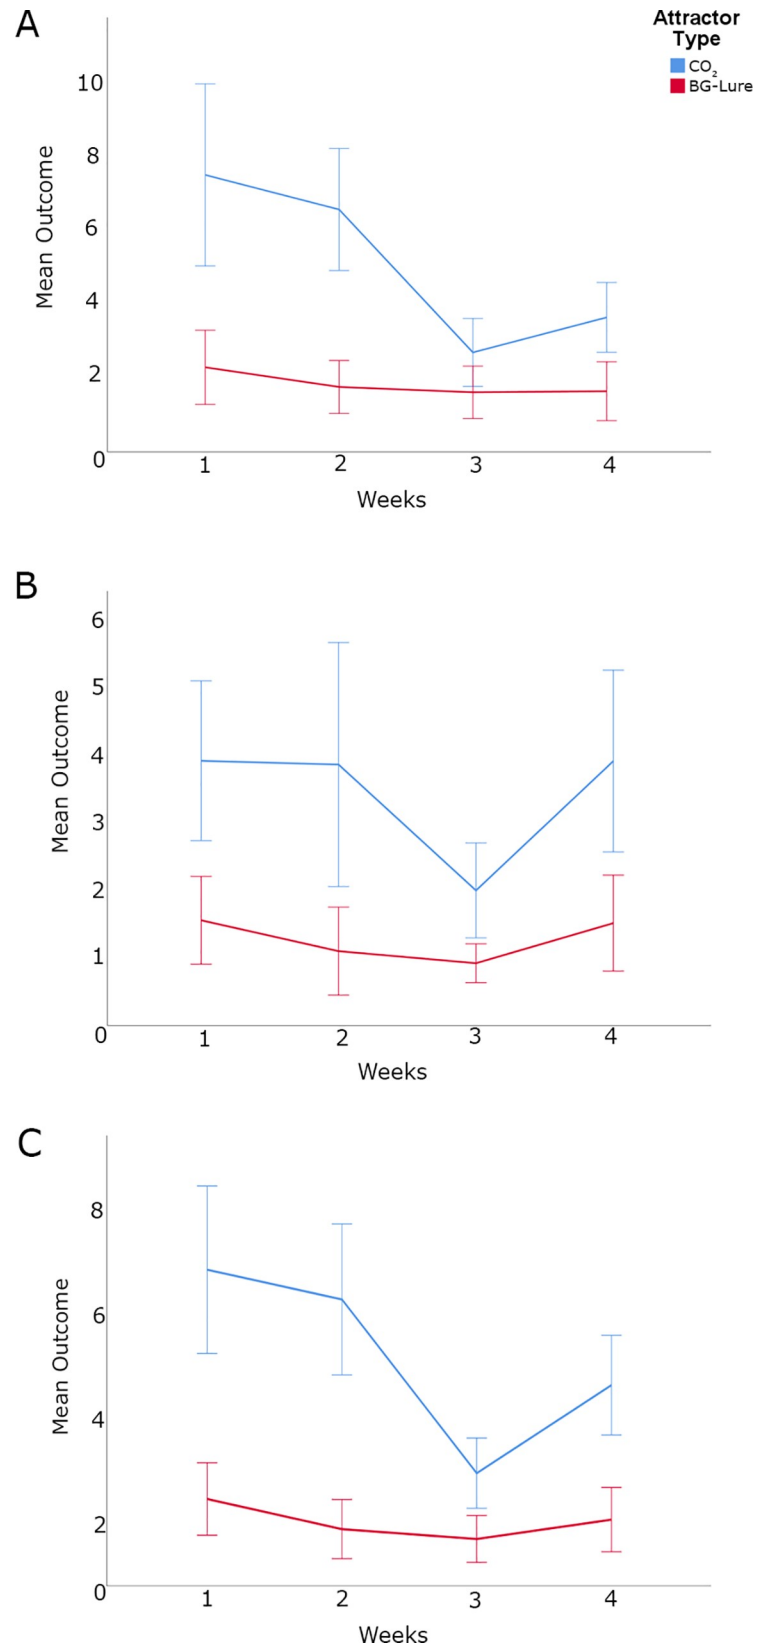 A
Attractor
Type
CO₂
BG-Lure
10
8
6
4
2
0
Mean Outcome
1 2 3 4
Weeks
B
6
5
4
3
2
1
0
Mean Outcome
1 2 3 4
Weeks
C
8
6
4
2
0
Mean Outcome
1 2 3 4
Weeks